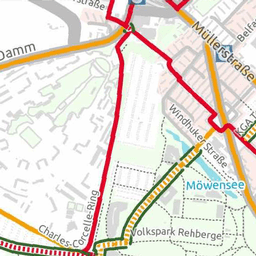 straße
Müllerstraße
Damm
Windhuker Straße
Möwensee
Charles-Corcelle-Ring
Volkspark Rehberge